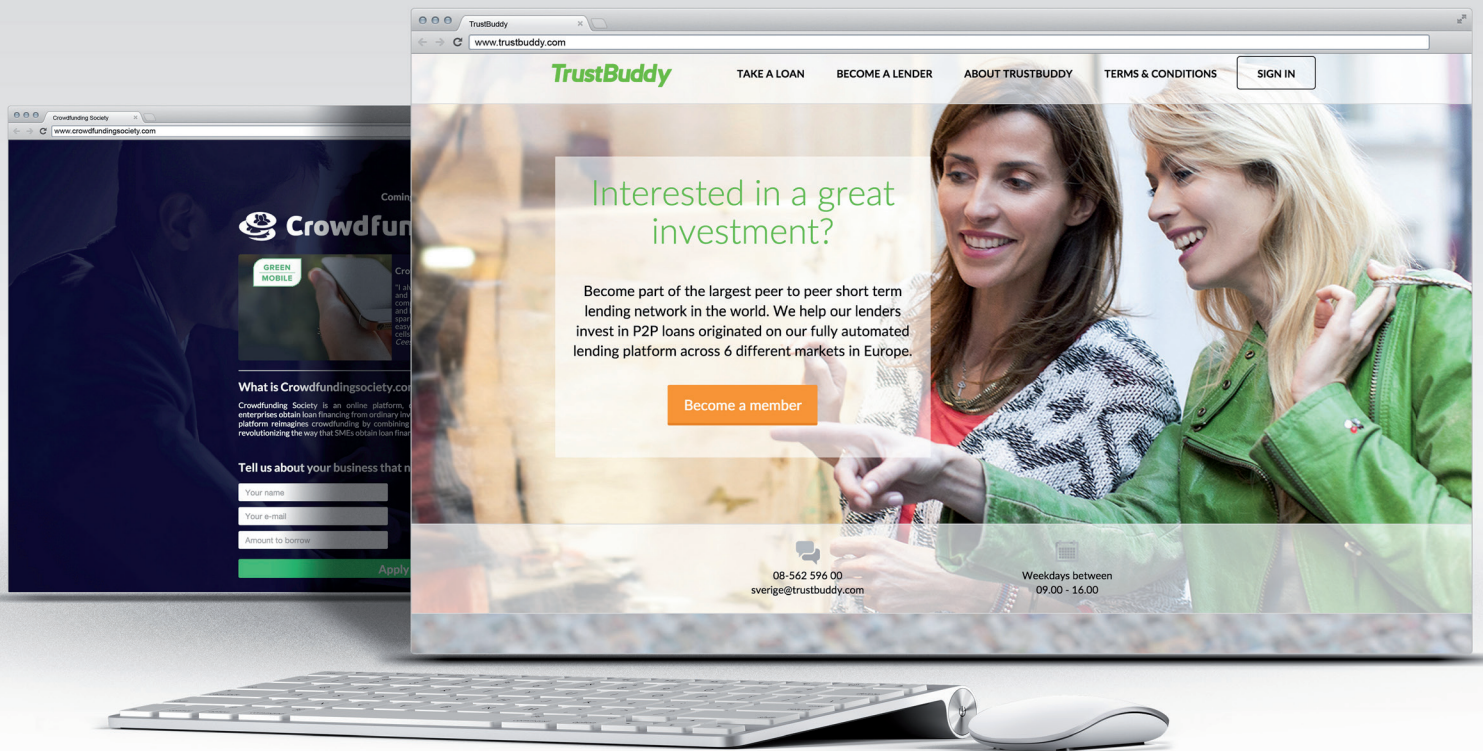 TrustBuddy
www.trustbuddy.com
TrustBuddy
TAKE A LOAN
BECOME A LENDER
ABOUT TRUSTBUDDY
TERMS & CONDITIONS
SIGN IN
Interested in a great
investment?
Become part of the largest peer to peer short term
lending network in the world. We help our lenders
invest in P2P loans originated on our fully automated
lending platform across 6 different markets in Europe.
Become a member
08-562 596 00
sverige@trustbuddy.com
Weekdays between
09.00 - 16.00
Crowdfunding Society
www.crowdfundingsociety.com
GREEN
MOBILE
What is Crowdfundingsociety.co
Crowdfunding Society is an online platform,
enterprises obtain loan financing from ordinary
platform reimagines crowdfunding by combining
revolutionizing the way that SMEs obtain loan
Tell us about your business that
Your name
Your e-mail
Amount to borrow
Apply